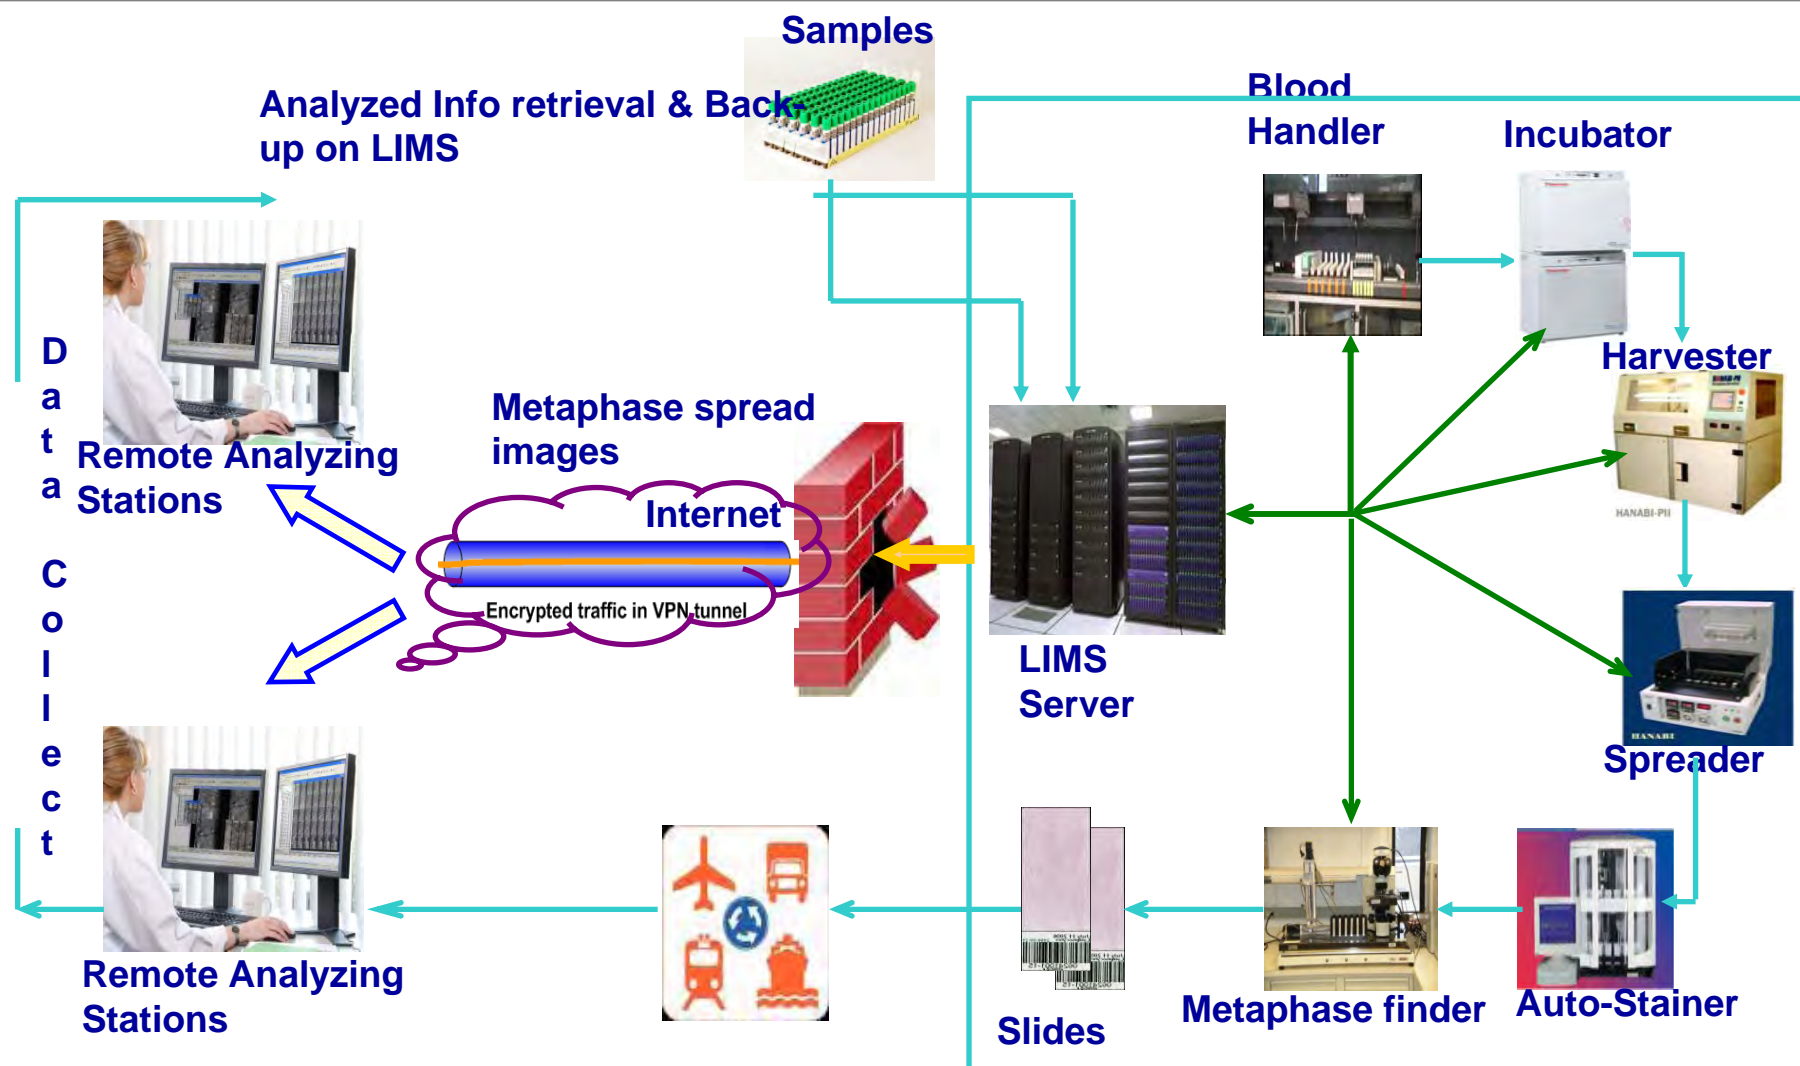 Samples
Analyzed Info retrieval & Back-
up on LIMS
Blood
Handler
Incubator
Harvester
HANABI-PII
Data Collect
Remote Analyzing
Stations
Metaphase spread
images
Internet
Encrypted traffic in VPN tunnel
LIMS
Server
HANABI
Spreader
Remote Analyzing
Stations
Slides
Metaphase finder
Auto-Stainer